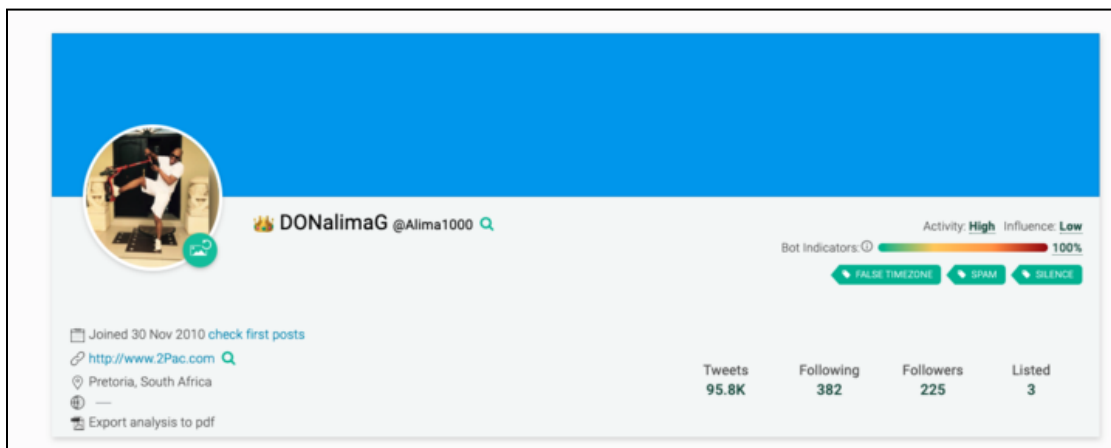 DONalimaG @Alima1000
Activity: High Influence: Low
Bot Indicators: 100%
FALSE TIMEZONE SPAM SILENCE
Joined 30 Nov 2010 check first posts
http://www.2Pac.com
Pretoria, South Africa
Export analysis to pdf
Tweets Following Followers Listed
95.8K 382 225 3